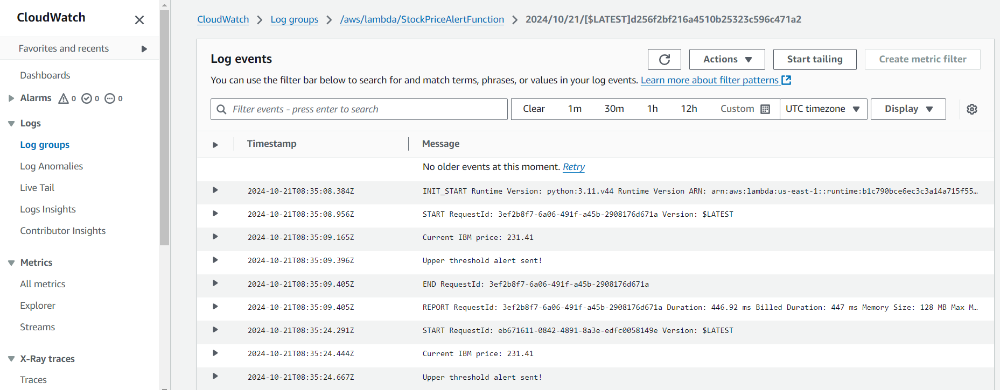 CloudWatch
Favorites and recents
Dashboards
Alarms 0 0 0
Logs
Log groups
Log Anomalies
Live Tail
Logs Insights
Contributor Insights
Metrics
All metrics
Explorer
Streams
X-Ray traces
Traces
CloudWatch Log groups /aws/lambda/StockPriceAlertFunction 2024/10/21/[$LATEST]d256f2bf216a4510b25323c596c471a2
Log events
Actions Start tailing Create metric filter
You can use the filter bar below to search for and match terms, phrases, or values in your log events. Learn more about filter patterns
Filter events - press enter to search Clear 1m 30m 1h 12h Custom UTC timezone Display
Timestamp Message
No older events at this moment. Retry
2024-10-21T08:35:08.384Z INIT_START Runtime Version: python:3.11.v44 Runtime Version ARN: arn:aws:lambda:us-east-1::runtime:b1c790bce6ec3c3a14a715f55…
2024-10-21T08:35:08.956Z START RequestId: 3ef2b8f7-6a06-491f-a45b-2908176d671a Version: $LATEST
2024-10-21T08:35:09.165Z Current IBM price: 231.41
2024-10-21T08:35:09.396Z Upper threshold alert sent!
2024-10-21T08:35:09.405Z END RequestId: 3ef2b8f7-6a06-491f-a45b-2908176d671a
2024-10-21T08:35:09.405Z REPORT RequestId: 3ef2b8f7-6a06-491f-a45b-2908176d671a Duration: 446.92 ms Billed Duration: 447 ms Memory Size: 128 MB Max M…
2024-10-21T08:35:24.291Z START RequestId: eb671611-0842-4891-8a3e-edfc0058149e Version: $LATEST
2024-10-21T08:35:24.444Z Current IBM price: 231.41
2024-10-21T08:35:24.667Z Upper threshold alert sent!